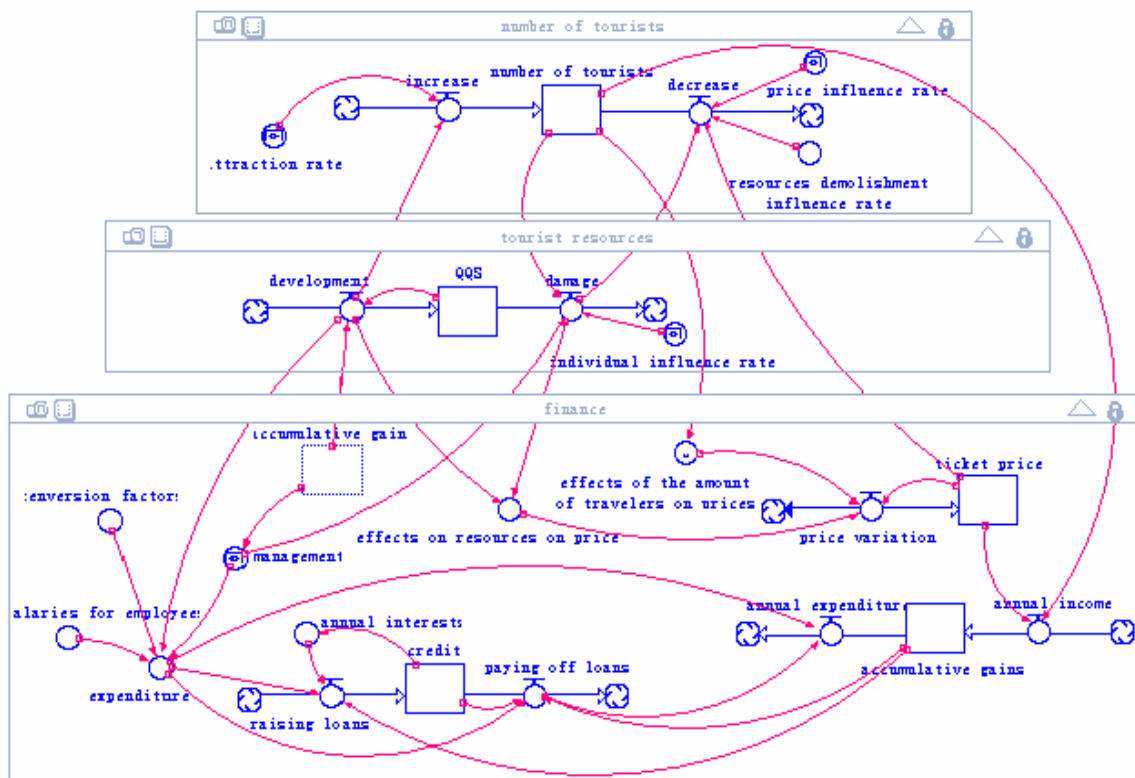 number of tourists
number of tourists
increase
decrease
price influence rate
.ttraction rate
resources demolishment
influence rate
tourist resources
development
QQS
damage
individual influence rate
finance
accumulative gain
ticket price
:enversion factors
effects of the amount
of travelers on prices
price variation
effects on resources on price
management
alaries for employees
annual interests
annual expenditure
annual income
credit
paying off loans
accumulative gains
expenditure
raising loans